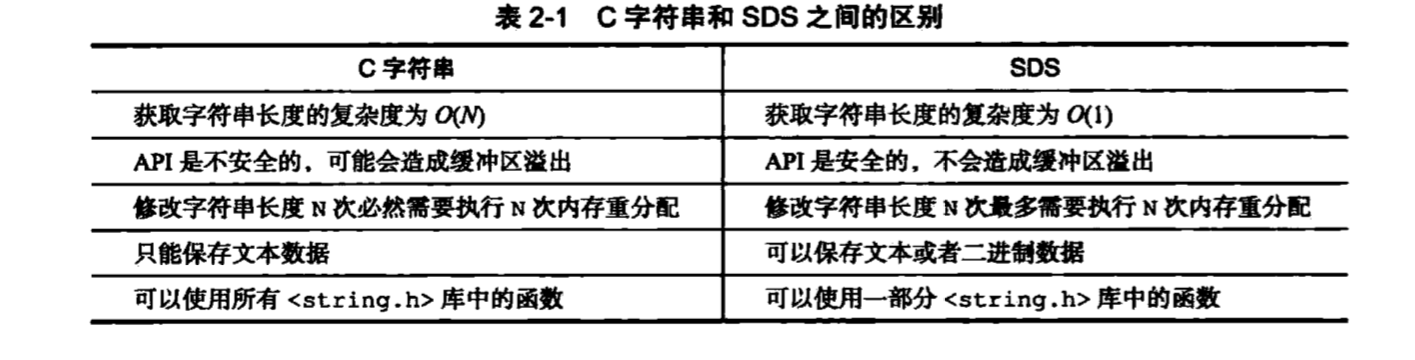 表 2-1 C 字符串和 SDS 之间的区别
C 字符串 SDS
获取字符串长度的复杂度为 O(N) 获取字符串长度的复杂度为 O(1)
API 是不安全的，可能会造成缓冲区溢出 API 是安全的，不会造成缓冲区溢出
修改字符串长度 N 次必然需要执行 N 次内存重分配 修改字符串长度 N 次最多需要执行 N 次内存重分配
只能保存文本数据 可以保存文本或者二进制数据
可以使用所有 <string.h> 库中的函数 可以使用一部分 <string.h> 库中的函数